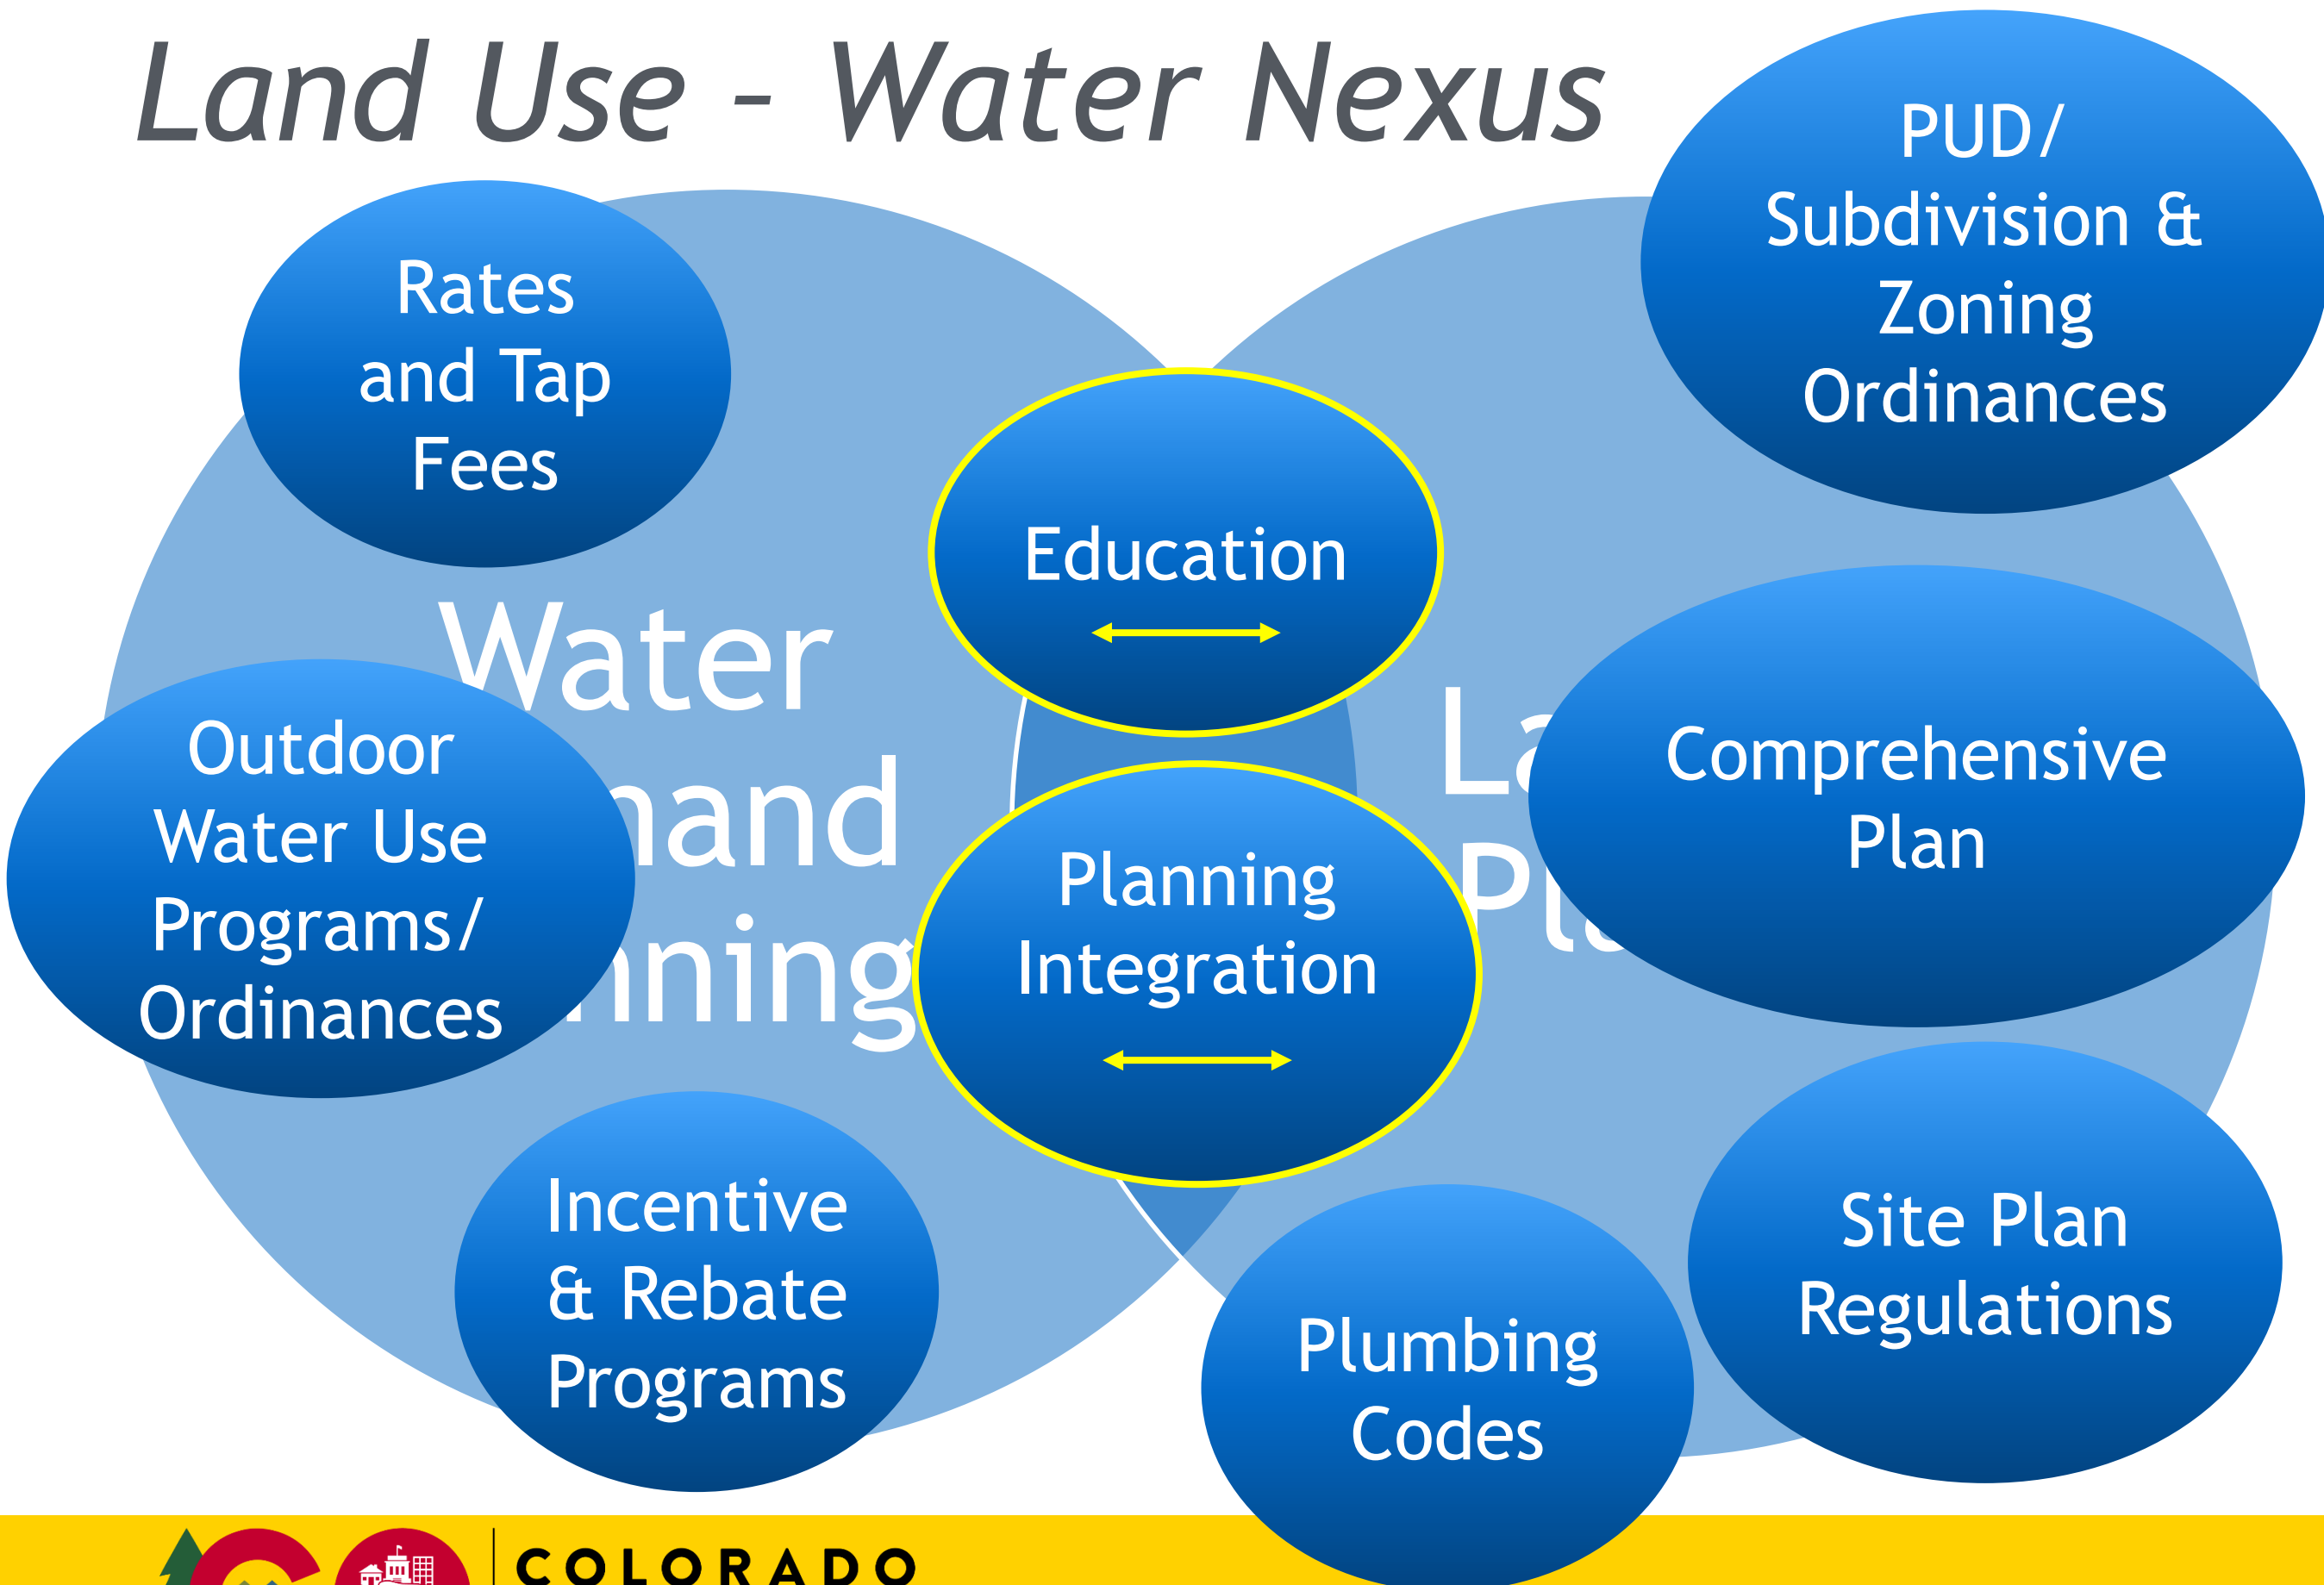 Land Use - Water Nexus
PUD/
Subdivision &
Zoning
Ordinances
Rates
and Tap
Fees
Education
Water
Outdoor
Water Use
Programs/
Ordinances
Comprehensive
Plan
Planning
Integration
Incentive
& Rebate
Programs
Site Plan
Regulations
Plumbing
Codes
COLORADO